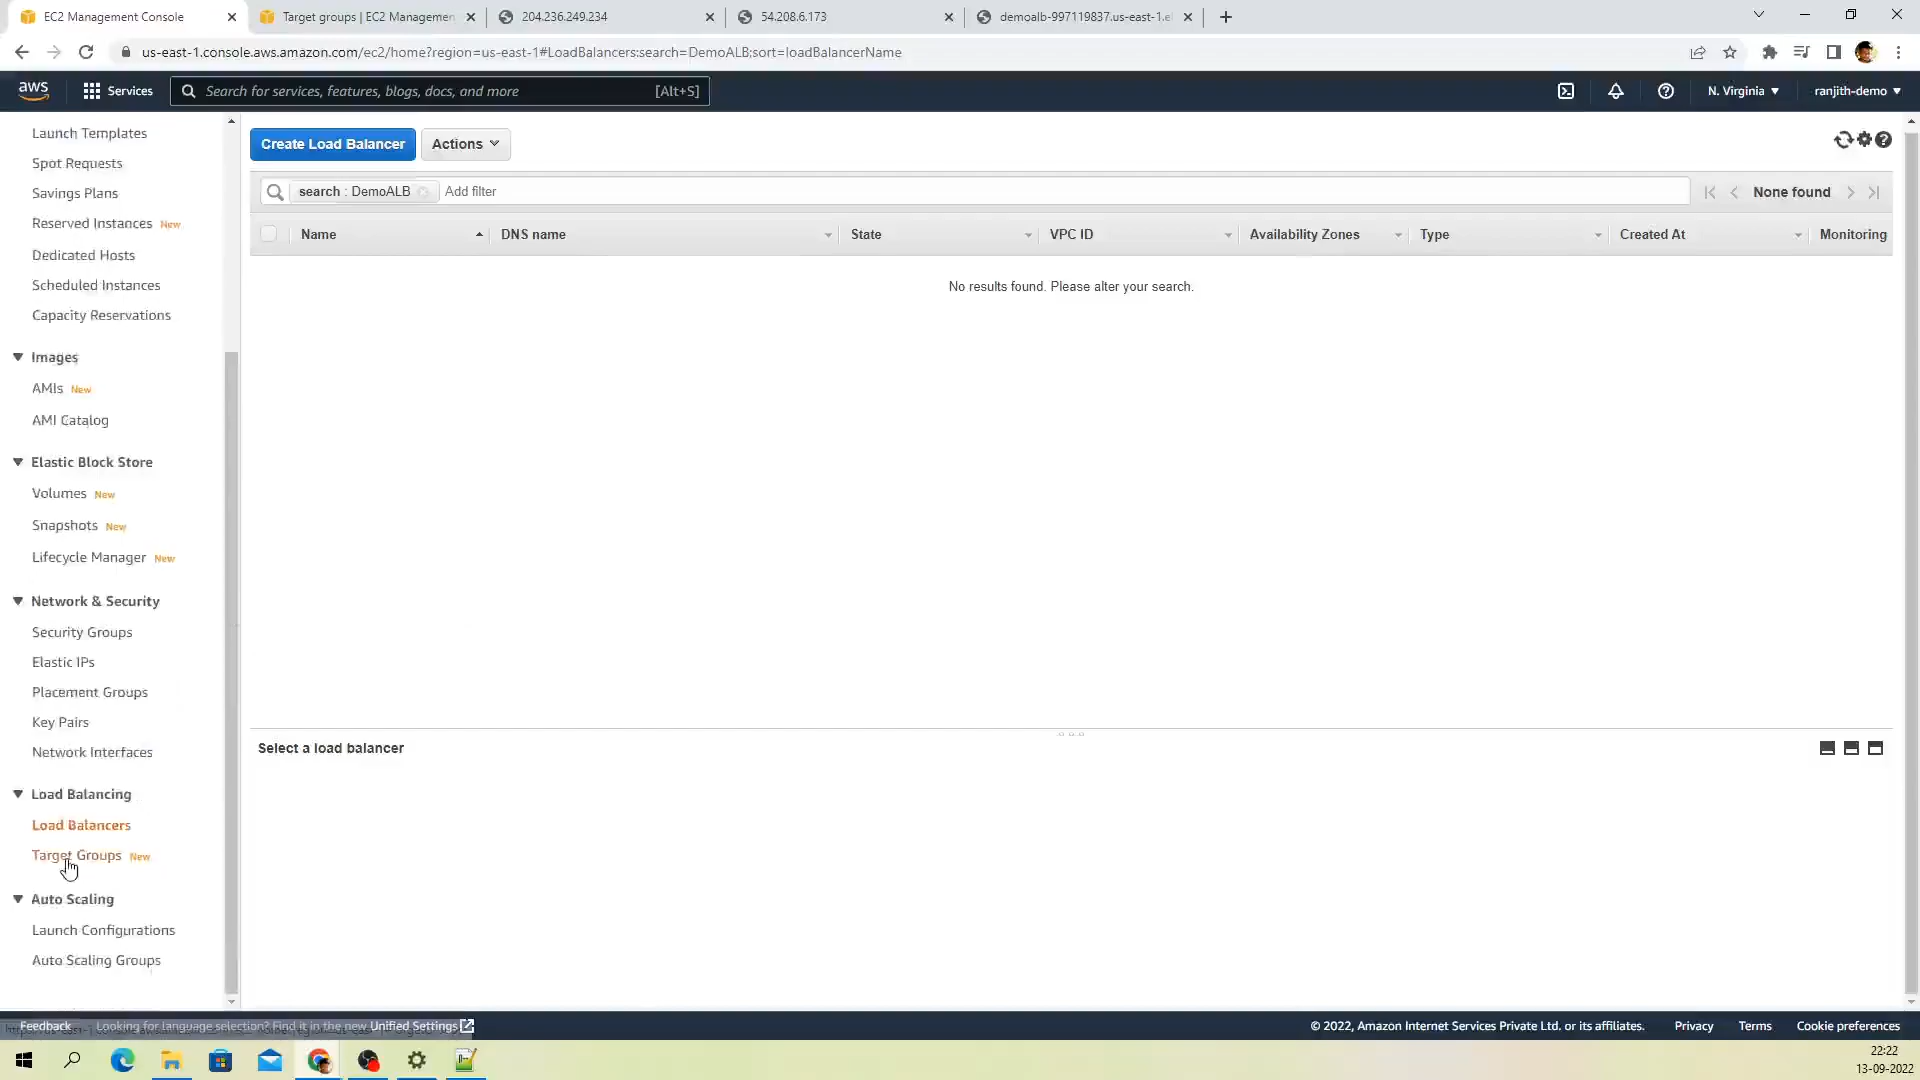 EC2 Management Console
Target groups | EC2 Managemen
204.236.249.234
54.208.6.173
demoalb-997119837.us-east-1.el
us-east-1.console.aws.amazon.com/ec2/home?region=us-east-1#LoadBalancers:search=DemoALB;sort=loadBalancerName
aws
Services
Search for services, features, blogs, docs, and more
[Alt+S]
N. Virginia
ranjith-demo
Launch Templates
Spot Requests
Savings Plans
Reserved Instances New
Dedicated Hosts
Scheduled Instances
Capacity Reservations
Images
AMIs New
AMI Catalog
Elastic Block Store
Volumes New
Snapshots New
Lifecycle Manager New
Network & Security
Security Groups
Elastic IPs
Placement Groups
Key Pairs
Network Interfaces
Load Balancing
Load Balancers
Target Groups New
Auto Scaling
Launch Configurations
Auto Scaling Groups
Create Load Balancer
Actions
search : DemoALB
Add filter
None found
Name
DNS name
State
VPC ID
Availability Zones
Type
Created At
Monitoring
No results found. Please alter your search.
Select a load balancer
Feedback
Looking for language selection? Find it in the new Unified Settings
© 2022, Amazon Internet Services Private Ltd. or its affiliates.
Privacy
Terms
Cookie preferences
22:22
13-09-2022